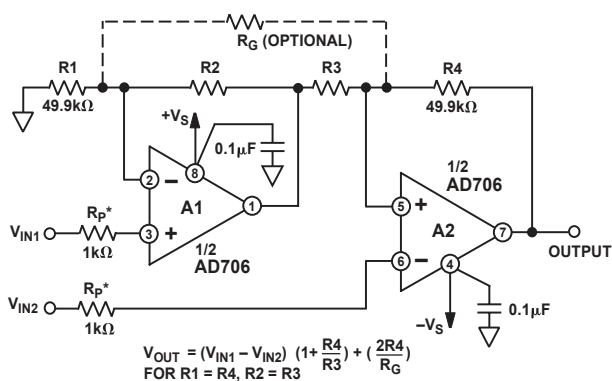 R_G (OPTIONAL)
R1
49.9kΩ
R2
R3
R4
49.9kΩ
+V_S
0.1μF
8
2
−
A1
1
3
+
1/2
AD706
V_IN1
R_P*
1kΩ
1/2
AD706
5
+
A2
7
OUTPUT
6
−
4
V_IN2
R_P*
1kΩ
−V_S
0.1μF
V_OUT = (V_IN1 – V_IN2) (1+ R4/R3) + ( 2R4/R_G )
FOR R1 = R4, R2 = R3